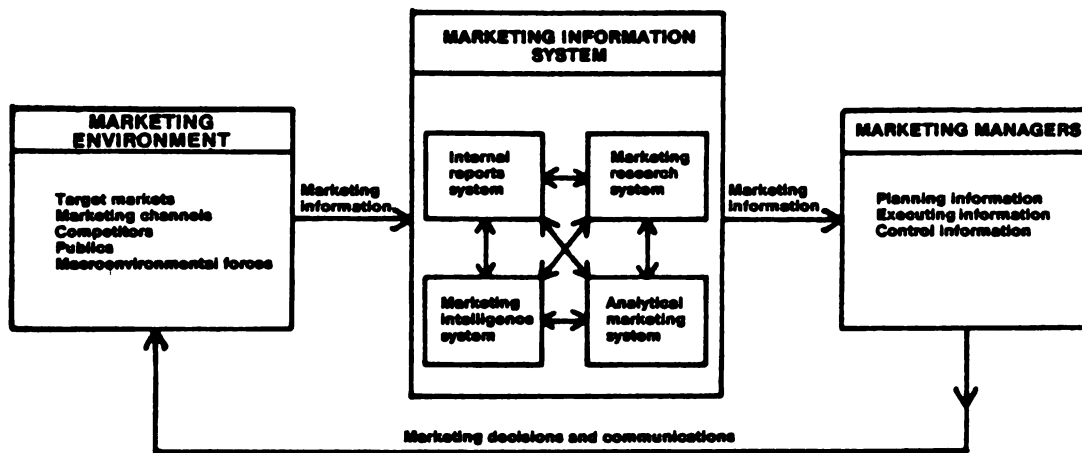 MARKETING INFORMATION
SYSTEM
MARKETING
ENVIRONMENT
Target markets
Marketing channels
Competitors
Publics
Macroenvironmental forces
Marketing
information
Internal
reports
system
Marketing
research
system
Marketing
intelligence
system
Analytical
marketing
system
Marketing
information
MARKETING MANAGERS
Planning information
Executing information
Control information
Marketing decisions and communications